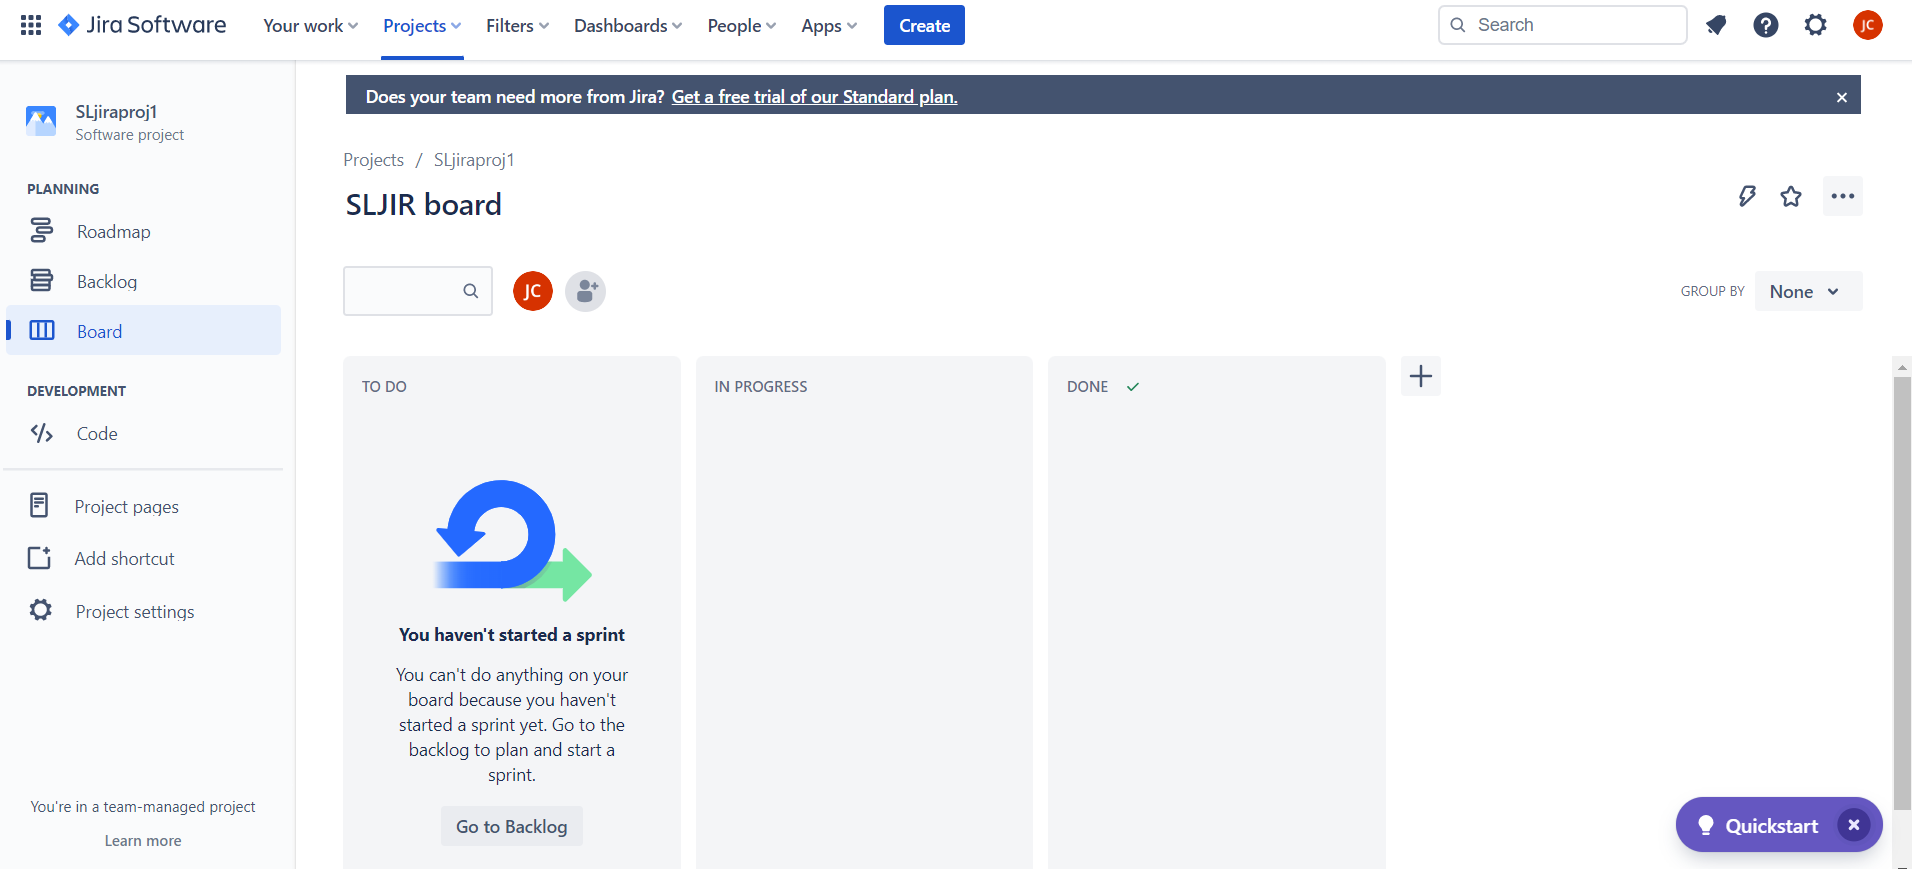 Jira Software
Your work
Projects
Filters
Dashboards
People
Apps
Create
Search
JC
SLjiraproj1
Software project
PLANNING
Roadmap
Backlog
Board
DEVELOPMENT
Code
Project pages
Add shortcut
Project settings
You're in a team-managed project
Learn more
Does your team need more from Jira? Get a free trial of our Standard plan.
Projects / SLjiraproj1
SLJIR board
JC
GROUP BY None
TO DO
IN PROGRESS
DONE
You haven't started a sprint
You can't do anything on your
board because you haven't
started a sprint yet. Go to the
backlog to plan and start a
sprint.
Go to Backlog
Quickstart